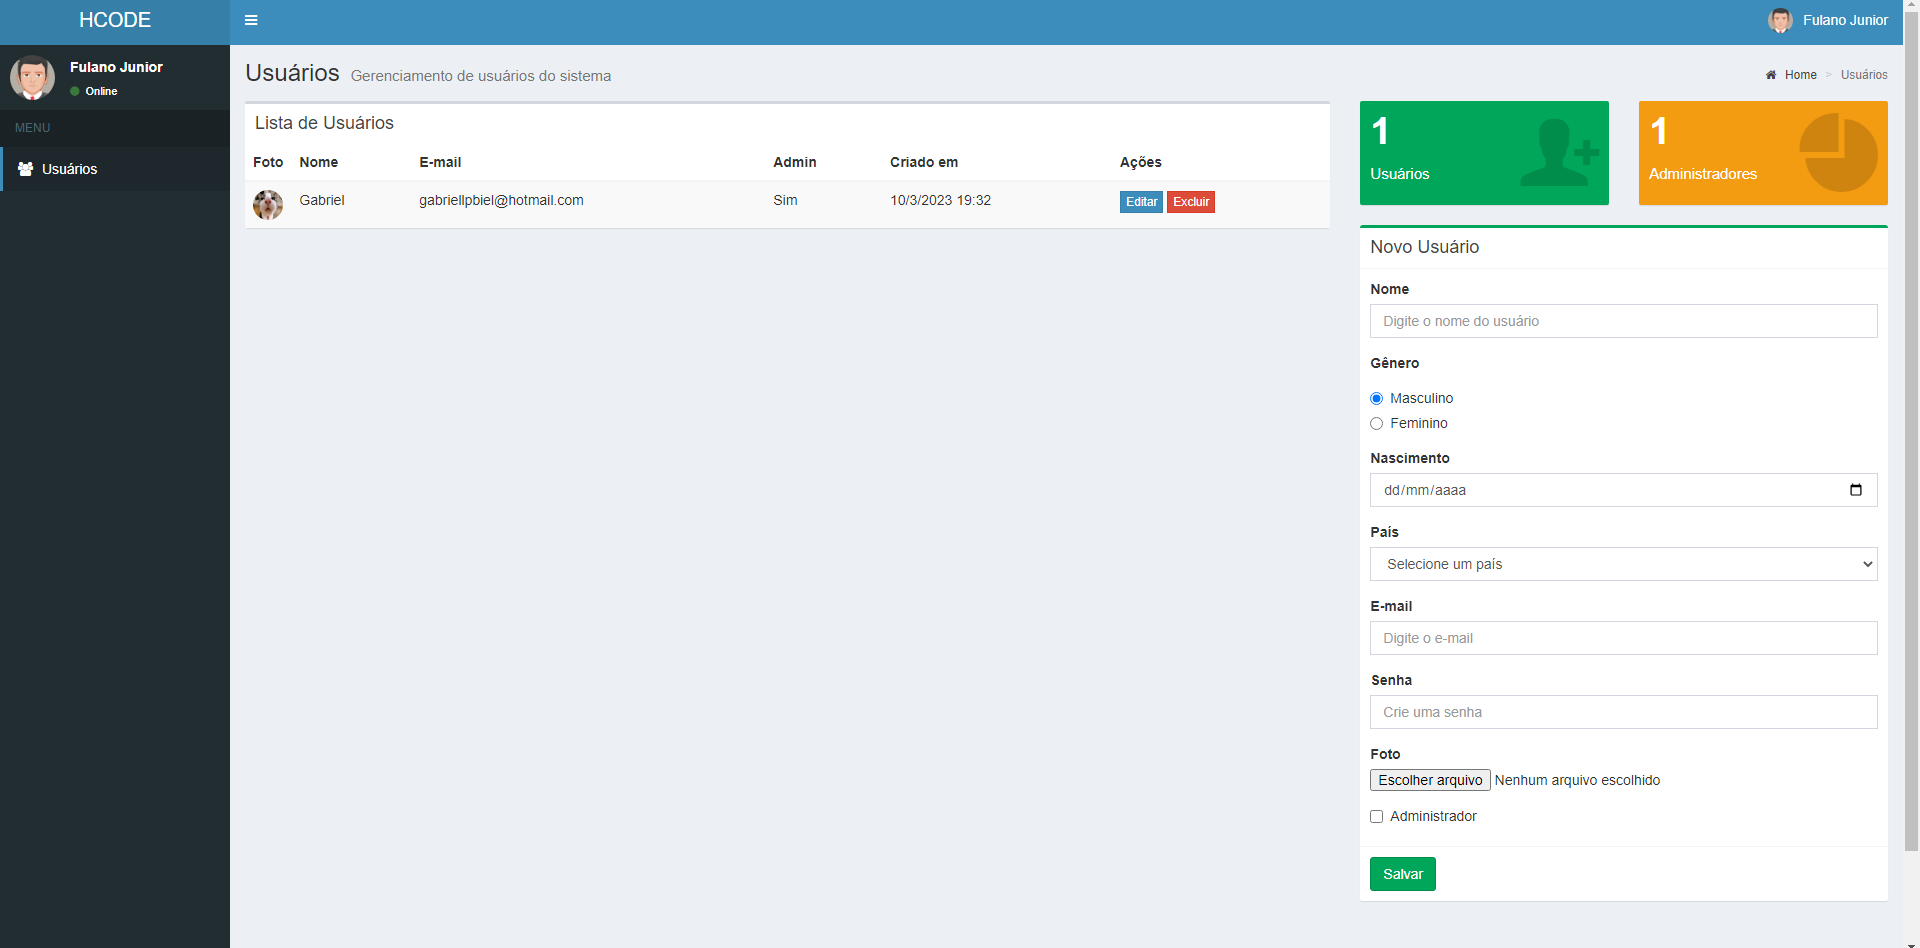 HCODE
Fulano Junior
Fulano Junior
Online
MENU
Usuários
Usuários Gerenciamento de usuários do sistema
Home > Usuários
Lista de Usuários
Foto Nome E-mail Admin Criado em Ações
Gabriel gabriellpbiel@hotmail.com Sim 10/3/2023 19:32 Editar Excluir
1
Usuários
1
Administradores
Novo Usuário
Nome
Digite o nome do usuário
Gênero
Masculino
Feminino
Nascimento
dd/mm/aaaa
País
Selecione um país
E-mail
Digite o e-mail
Senha
Crie uma senha
Foto
Escolher arquivo Nenhum arquivo escolhido
Administrador
Salvar